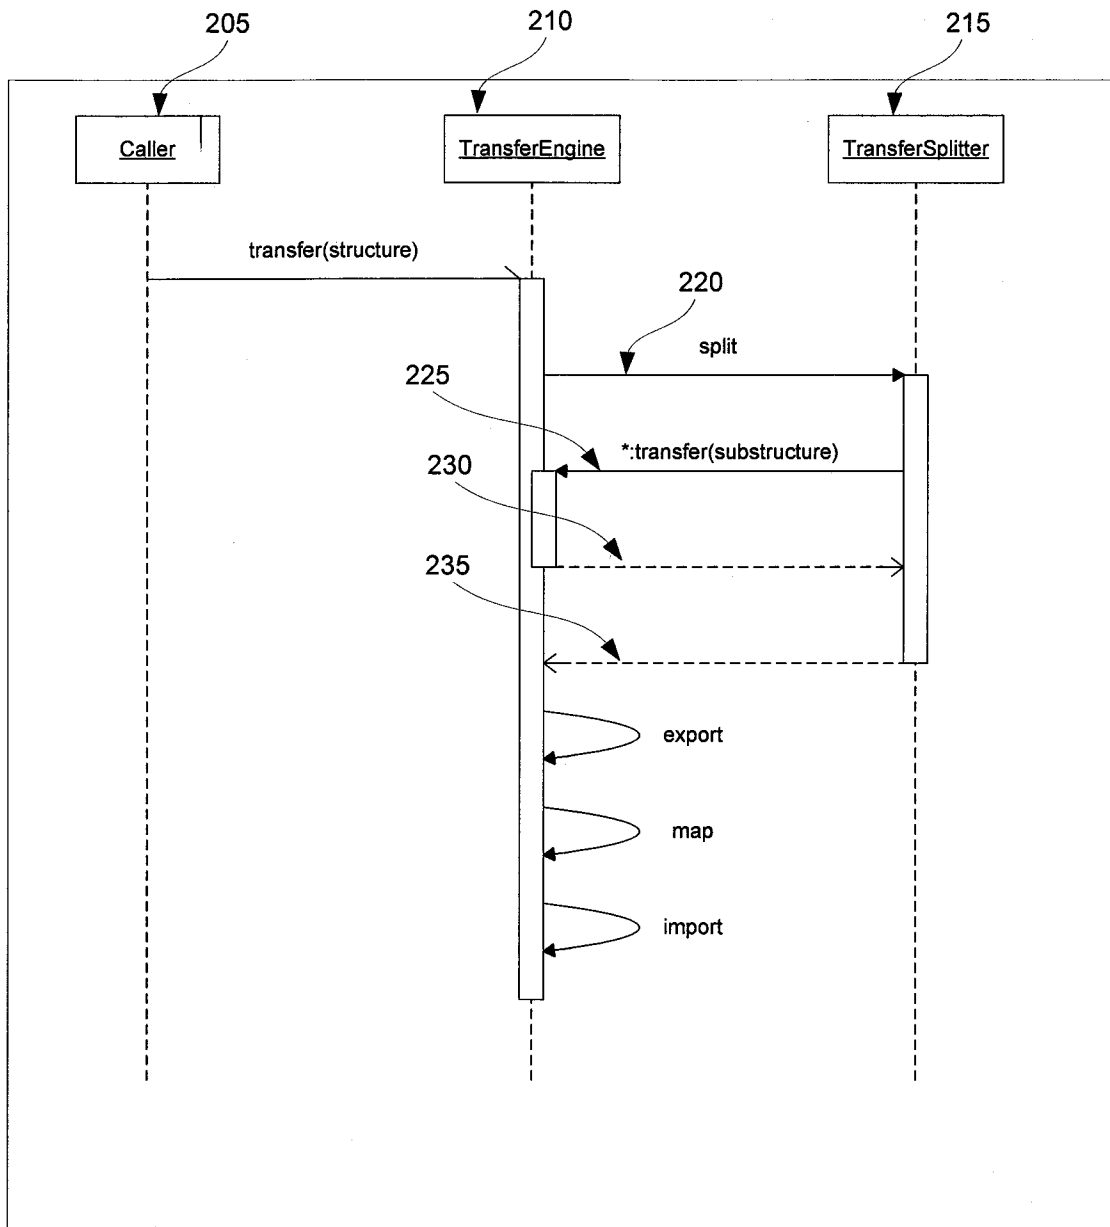 205
210
215
Caller
TransferEngine
TransferSplitter
transfer(structure)
220
split
225
*:transfer(substructure)
230
235
export
map
import